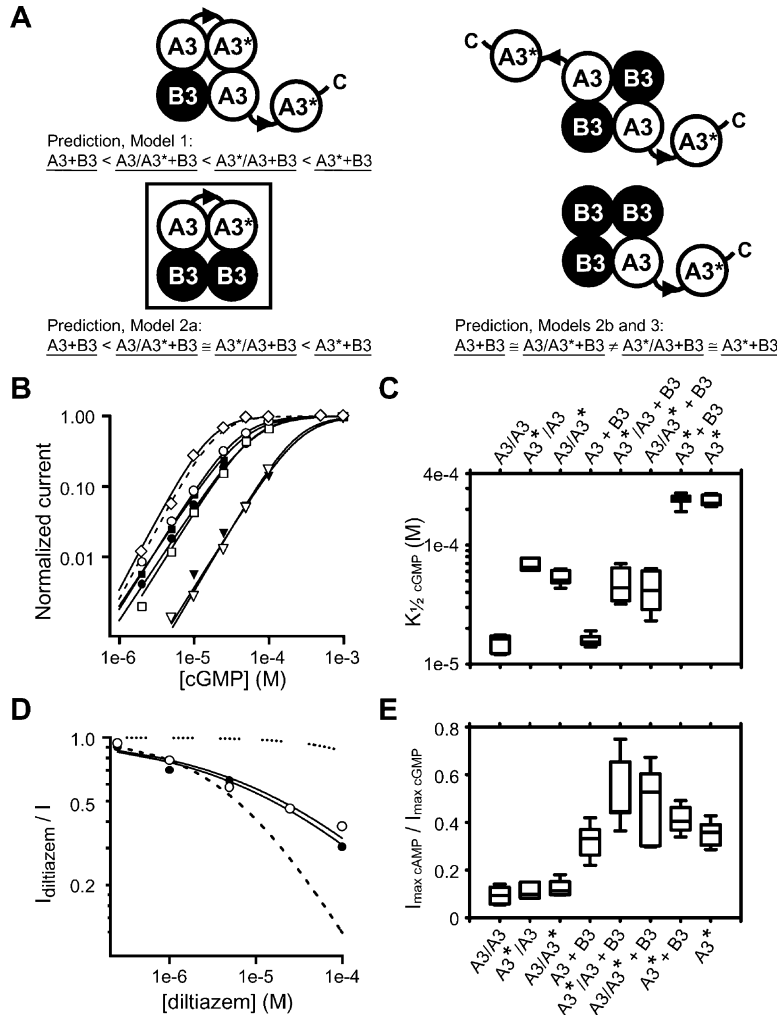 A
A3 A3*
B3 A3
A3* C
Prediction, Model 1:
A3+B3 < A3/A3*+B3 < A3*/A3+B3 < A3*+B3
A3 A3*
B3 B3
Prediction, Model 2a:
A3+B3 < A3/A3*+B3 ≅ A3*/A3+B3 < A3*+B3
C A3*
A3 B3
B3 A3
A3* C
B3 B3
B3 A3
A3* C
Prediction, Models 2b and 3:
A3+B3 ≅ A3/A3*+B3 ≠ A3*/A3+B3 ≅ A3*+B3
B
Normalized current
1.00
0.10
0.01
1e-6 1e-5 1e-4 1e-3
[cGMP] (M)
C
A3/A3
A3*/A3
A3/A3*
A3 + B3
A3*/A3 + B3
A3/A3* + B3
A3* + B3
A3*
K½ cGMP (M)
4e-4
1e-4
1e-5
D
I diltiazem / I
1.0
0.5
0.2
1e-6 1e-5 1e-4
[diltiazem] (M)
E
I max cAMP / I max cGMP
0.8
0.6
0.4
0.2
0
A3/A3
A3*/A3
A3/A3*
A3 + B3
A3*/A3 + B3
A3/A3* + B3
A3* + B3
A3*